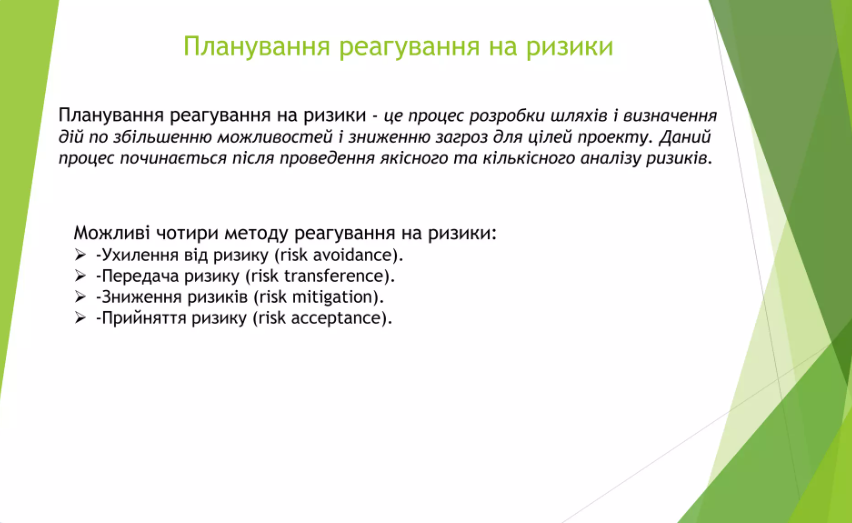 Планування реагування на ризики
Планування реагування на ризики - це процес розробки шляхів і визначення
дій по збільшенню можливостей і зниженню загроз для цілей проекту. Даний
процес починається після проведення якісного та кількісного аналізу ризиків.
Можливі чотири методу реагування на ризики:
➢ -Ухилення від ризику (risk avoidance).
➢ -Передача ризику (risk transference).
➢ -Зниження ризиків (risk mitigation).
➢ -Прийняття ризику (risk acceptance).